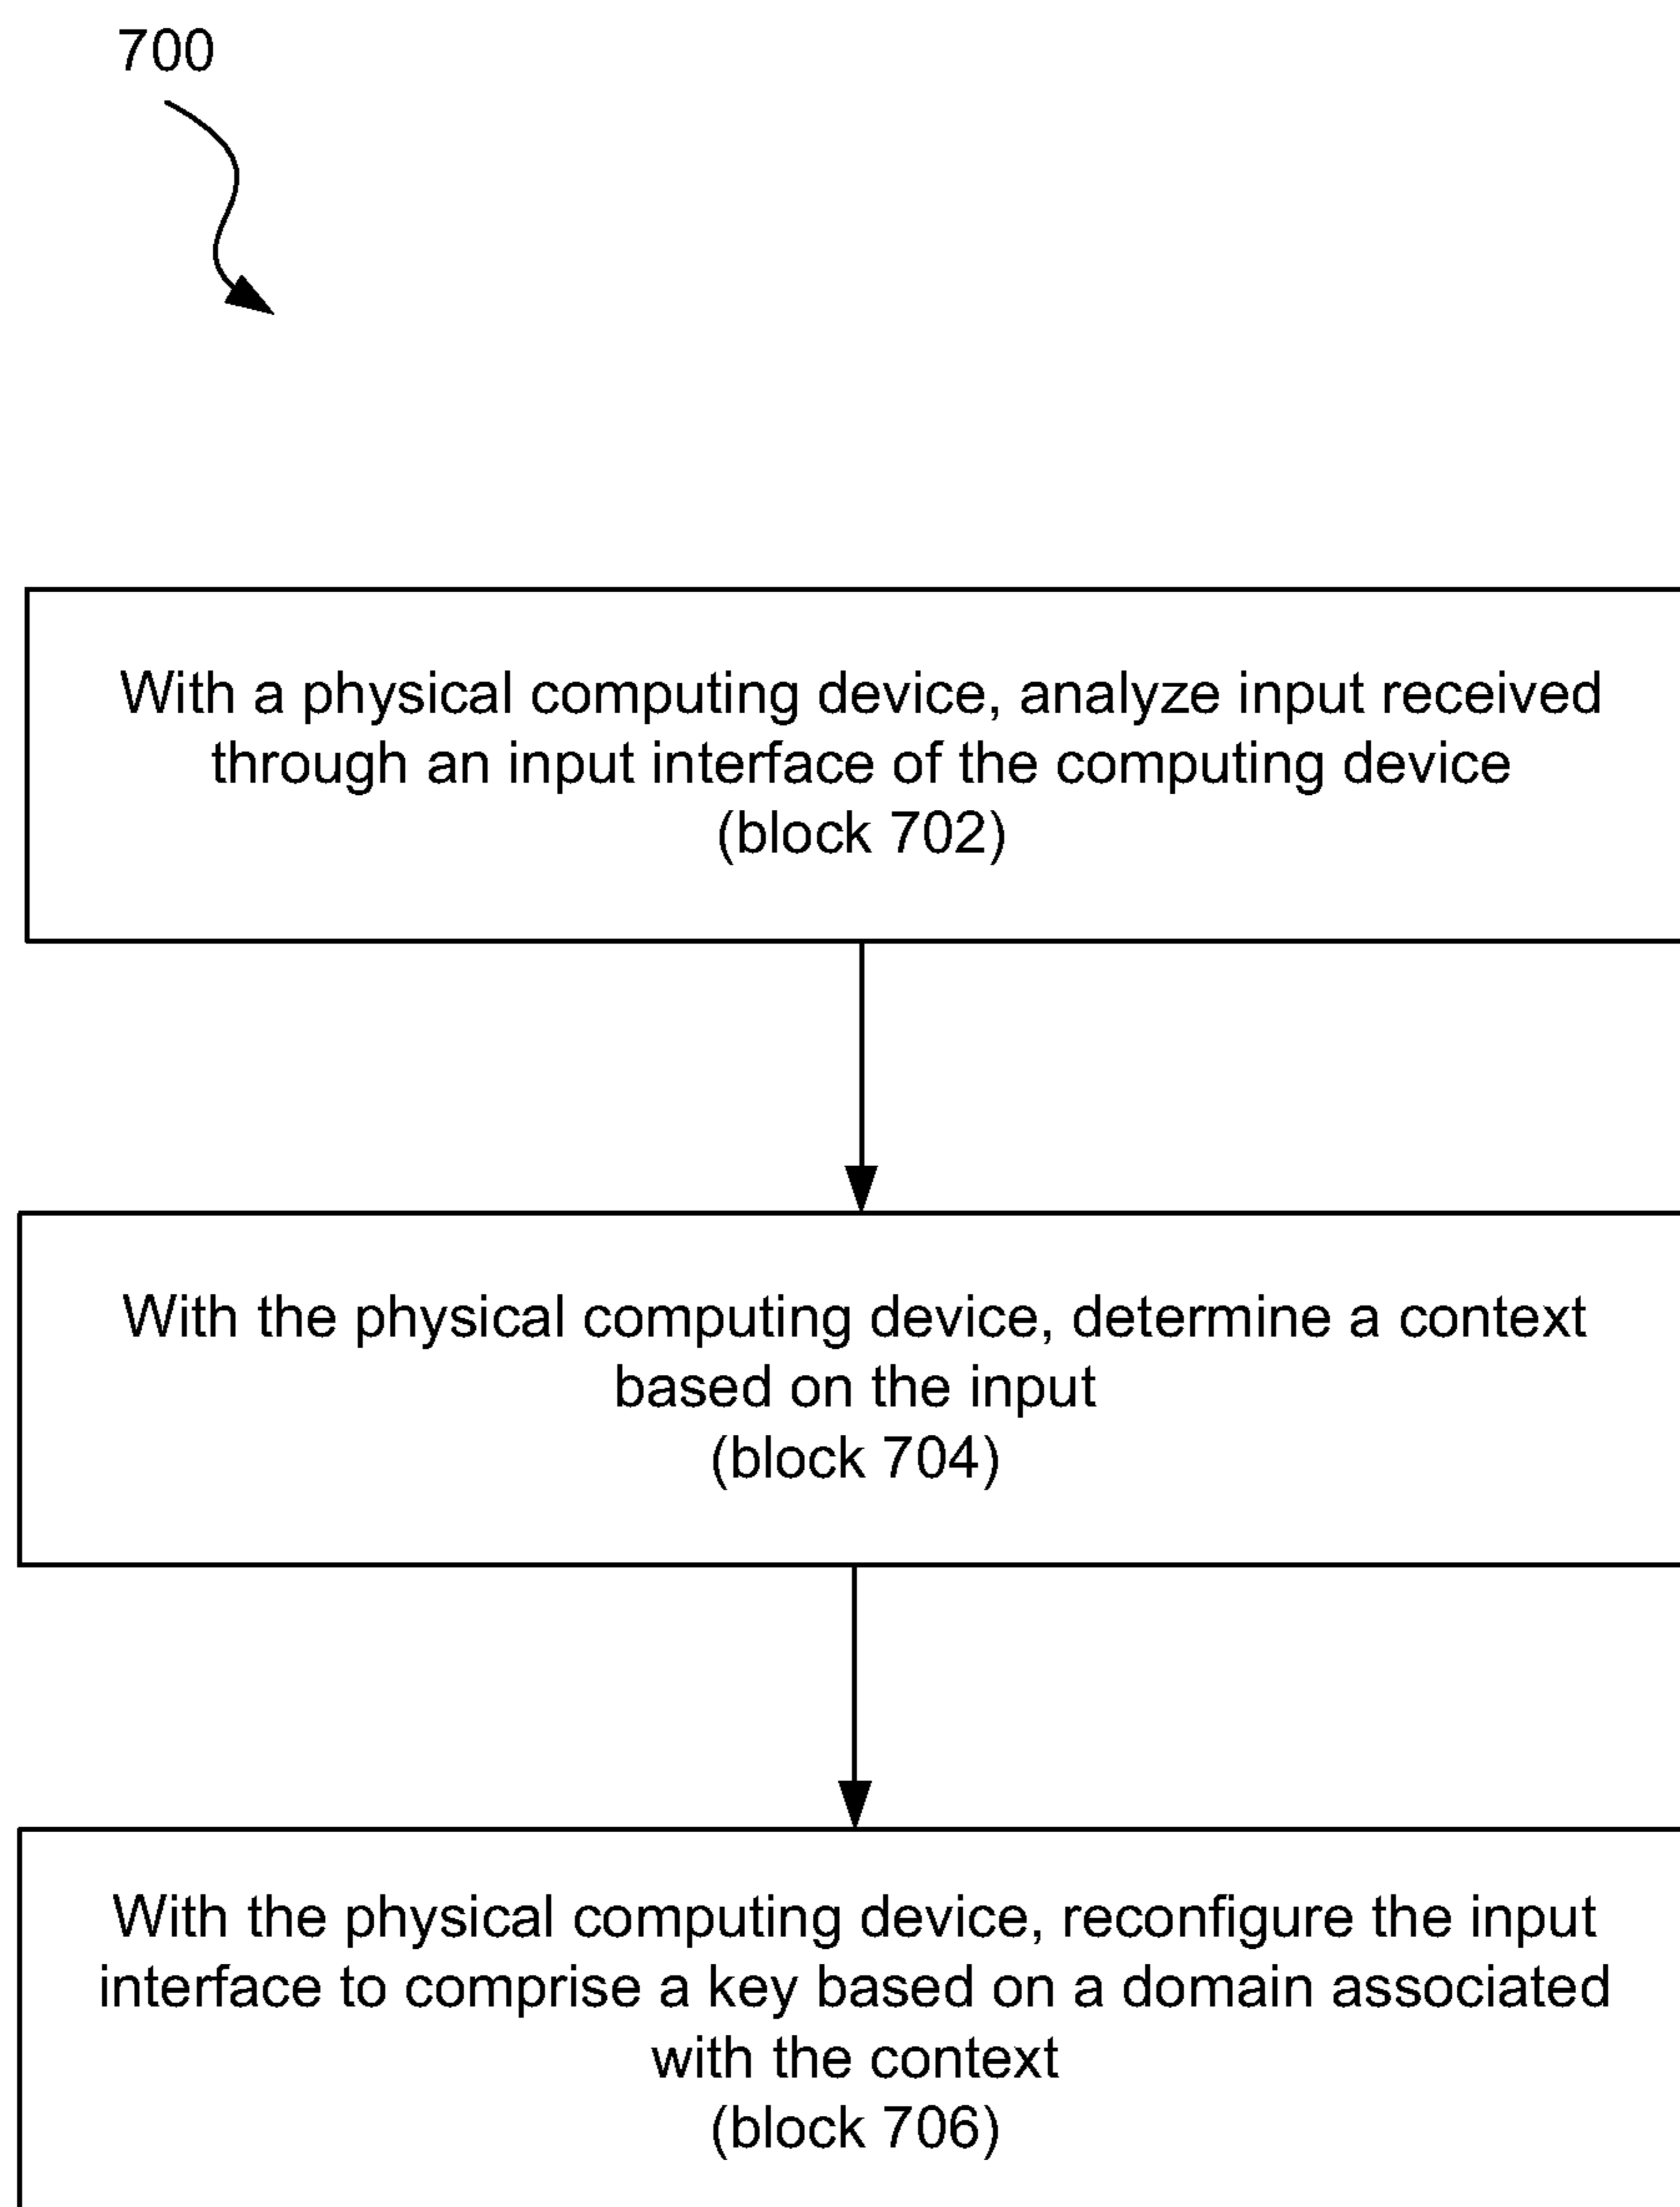 700
With a physical computing device, analyze input received
through an input interface of the computing device
(block 702)
With the physical computing device, determine a context
based on the input
(block 704)
With the physical computing device, reconfigure the input
interface to comprise a key based on a domain associated
with the context
(block 706)